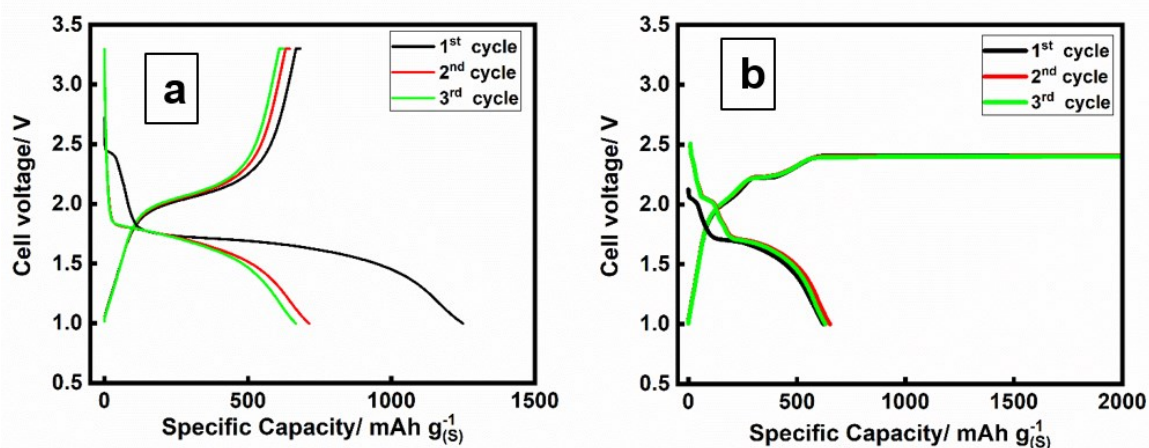 a
1st cycle
2nd cycle
3rd cycle
Cell voltage/ V
3.5
3.0
2.5
2.0
1.5
1.0
0.5
0
500
1000
1500
Specific Capacity/ mAh g-1(S)
b
1st cycle
2nd cycle
3rd cycle
Cell voltage/ V
3.5
3.0
2.5
2.0
1.5
1.0
0.5
0
500
1000
1500
2000
Specific Capacity/ mAh g-1(S)